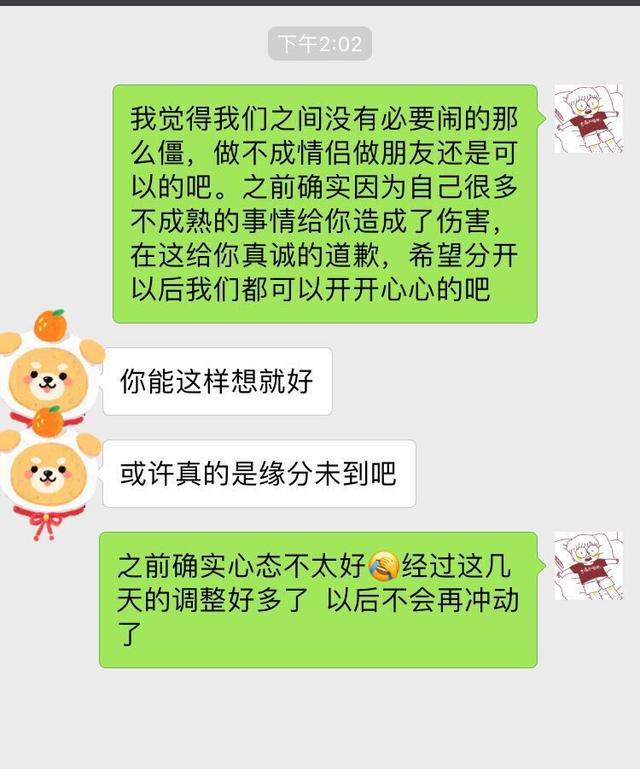 下午2:02
我觉得我们之间没有必要闹的那
么僵，做不成情侣做朋友还是可
以的吧。之前确实因为自己很多
不成熟的事情给你造成了伤害，
在这给你真诚的道歉，希望分开
以后我们都可以开开心心的吧
你能这样想就好
或许真的是缘分未到吧
之前确实心态不太好🤦经过这几
天的调整好多了 以后不会再冲动
了